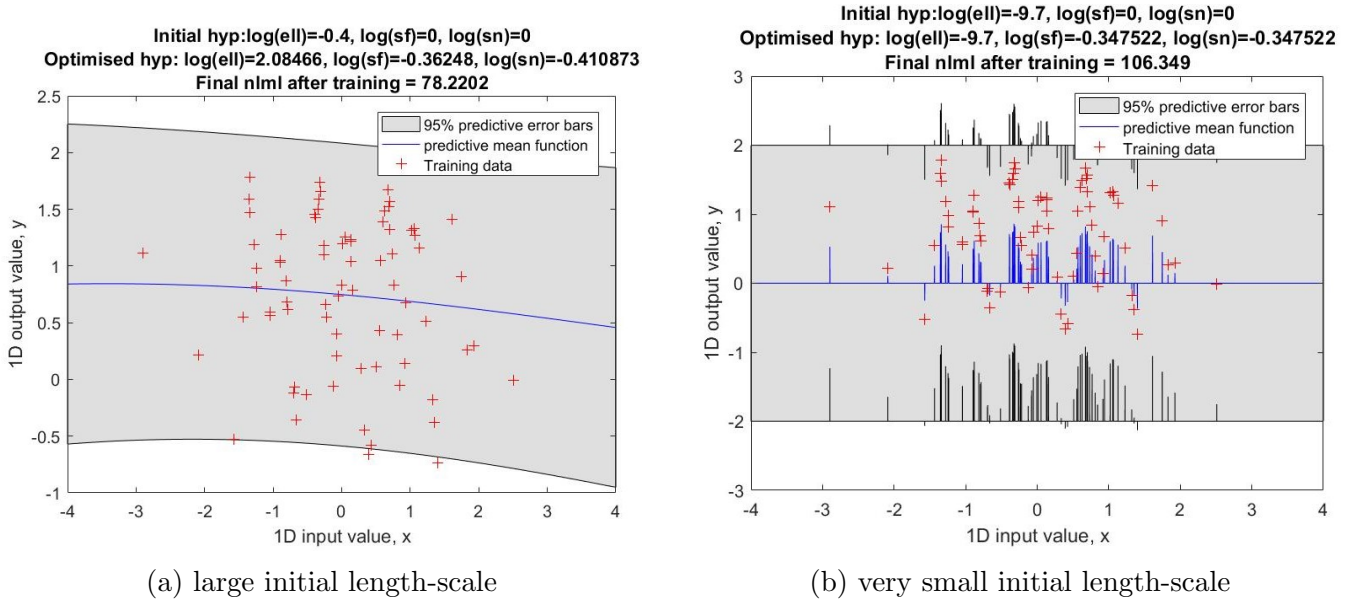 Initial hyp:log(ell)=-0.4, log(sf)=0, log(sn)=0
Optimised hyp: log(ell)=2.08466, log(sf)=-0.36248, log(sn)=-0.410873
Final nlml after training = 78.2202
2.5
2
1.5
1
0.5
0
-0.5
-1
1D output value, y
95% predictive error bars
predictive mean function
Training data
-4 -3 -2 -1 0 1 2 3 4
1D input value, x
(a) large initial length-scale
Initial hyp:log(ell)=-9.7, log(sf)=0, log(sn)=0
Optimised hyp: log(ell)=-9.7, log(sf)=-0.347522, log(sn)=-0.347522
Final nlml after training = 106.349
3
2
1
0
-1
-2
-3
1D output value, y
95% predictive error bars
predictive mean function
Training data
-4 -3 -2 -1 0 1 2 3 4
1D input value, x
(b) very small initial length-scale